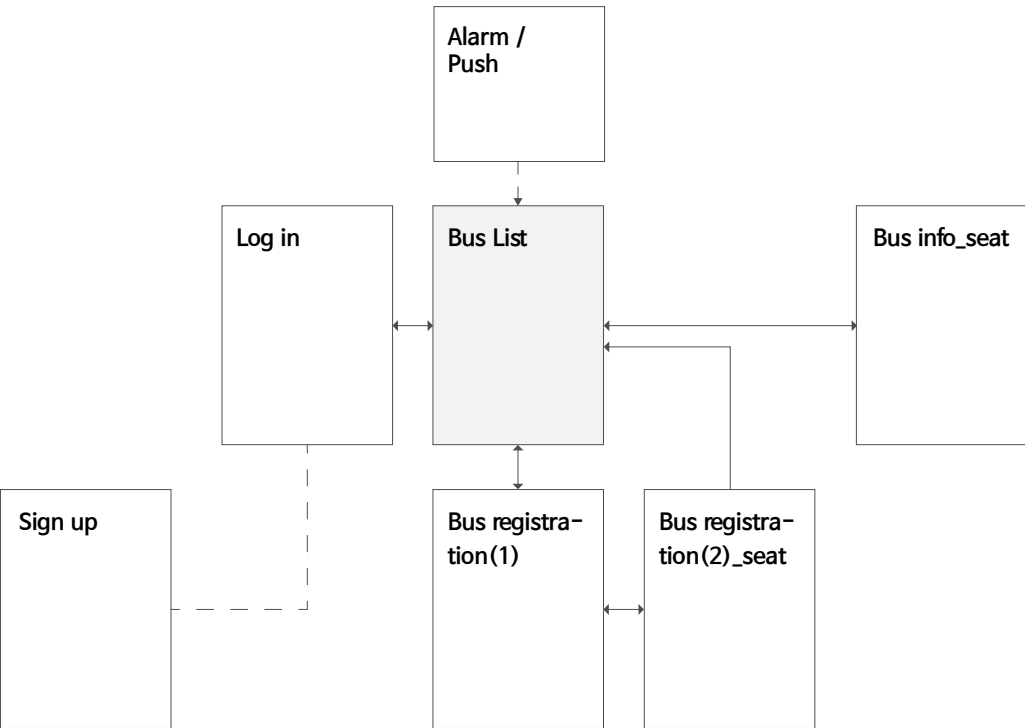 Alarm /
Push
Log in
Bus List
Bus info_seat
Sign up
Bus registra-
tion(1)
Bus registra-
tion(2)_seat